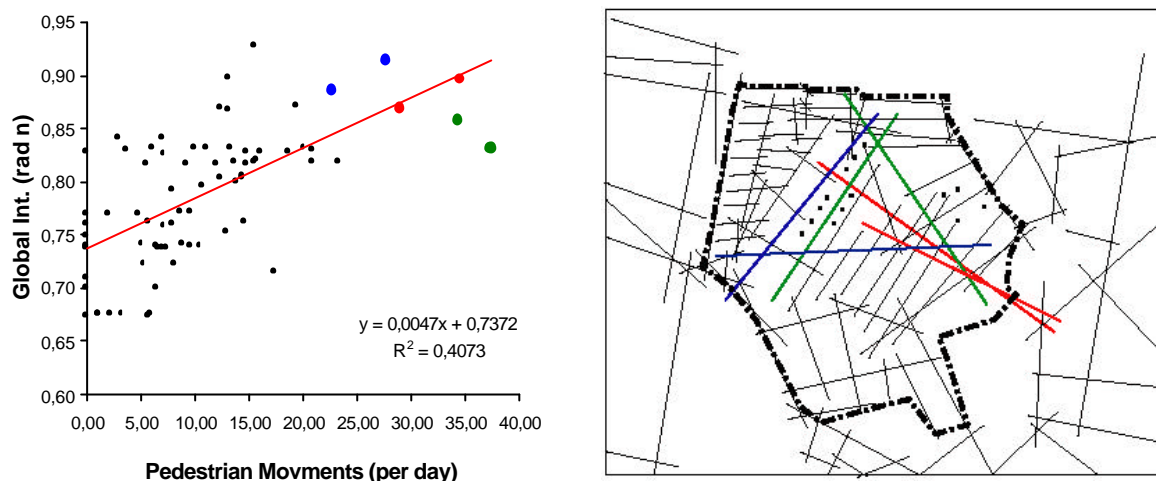 0,95
0,90
0,85
0,80
0,75
0,70
0,65
0,60
Global Int. (rad n)
y = 0,0047x + 0,7372
R² = 0,4073
0,00 5,00 10,00 15,00 20,00 25,00 30,00 35,00 40,00
Pedestrian Movments (per day)